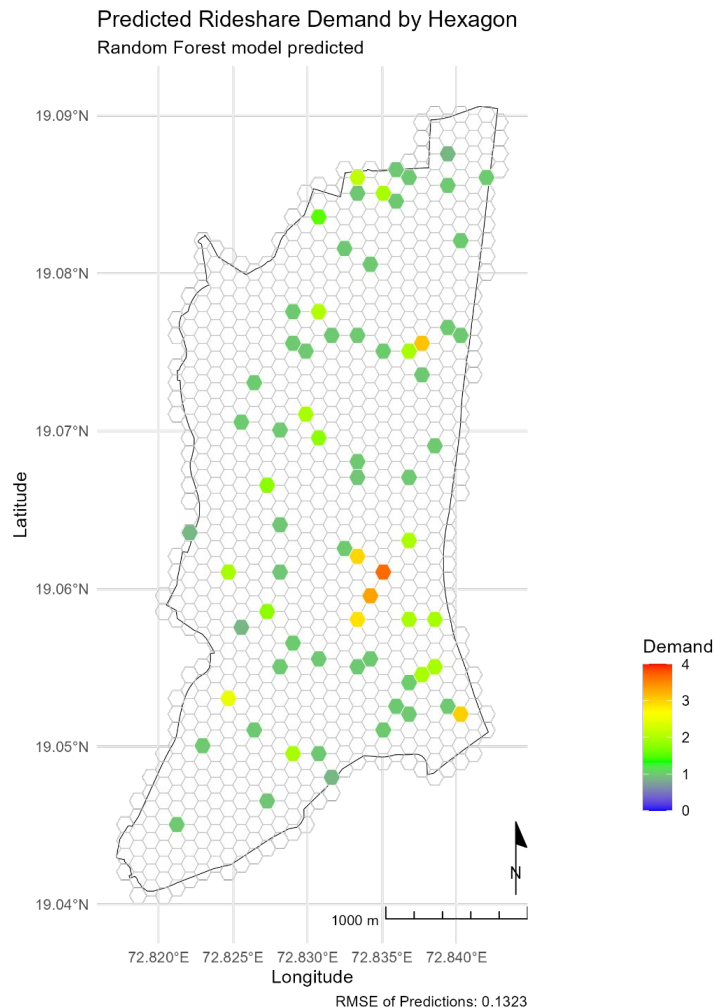 Predicted Rideshare Demand by Hexagon
Random Forest model predicted
19.09°N
19.08°N
19.07°N
19.06°N
19.05°N
19.04°N
Latitude
Demand
4
3
2
1
0
N
1000 m
72.820°E 72.825°E 72.830°E 72.835°E 72.840°E
Longitude
RMSE of Predictions: 0.1323